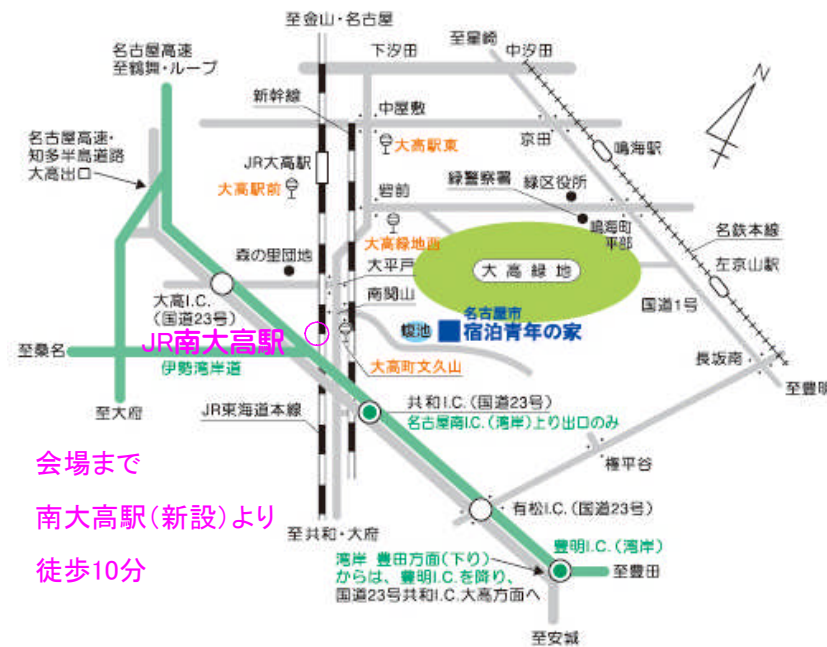 至金山・名古屋
名古屋高速
至鶴舞・ループ
下汐田
至星崎
中汐田
新幹線
中屋敷
N
名古屋高速・
知多半島道路
大高出口
JR大高駅
大高駅東
京田
鳴海駅
大高駅前
岩前
緑警察署
緑区役所
大高緑地西
鳴海町
平部
名鉄本線
森の里団地
大平戸
大高緑地
左京山駅
大高I.C.
(国道23号)
南関山
国道1号
JR南大高駅
名古屋市
宿泊青年の家
至桑名
伊勢湾岸道
大高町文久山
長坂南
至大府
JR東海道本線
共和I.C.(国道23号)
名古屋南I.C.(湾岸)上り出口のみ
至豊明
会場まで
権平谷
南大高駅(新設)より
有松I.C.(国道23号)
至共和・大府
徒歩10分
湾岸 豊田方面(下り)
からは、豊明I.C.を降り、
国道23号共和I.C.大高方面へ
豊明I.C.(湾岸)
至豊田
至安城